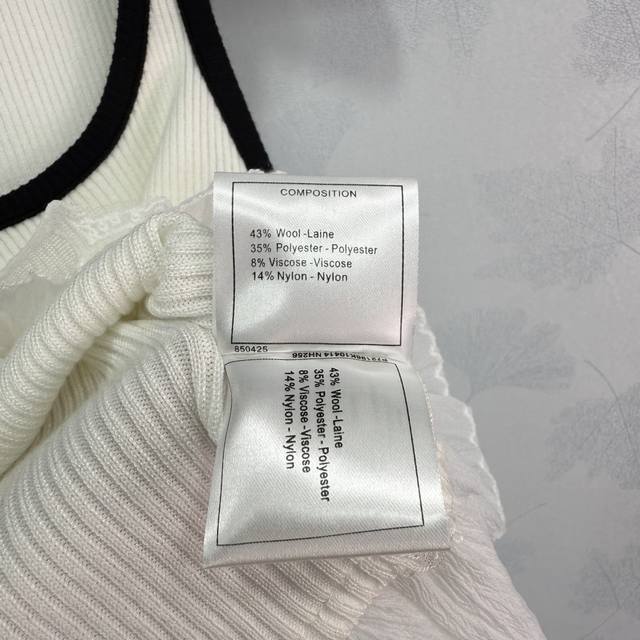 COMPOSITION
43% Wool -Laine
35% Polyester - Polyester
8% Viscose -Viscose
14% Nylon - Nylon
850425
43% Wool -Laine
35% Polyester - Polyester
8% Viscose -Viscose
14% Nylon - Nylon